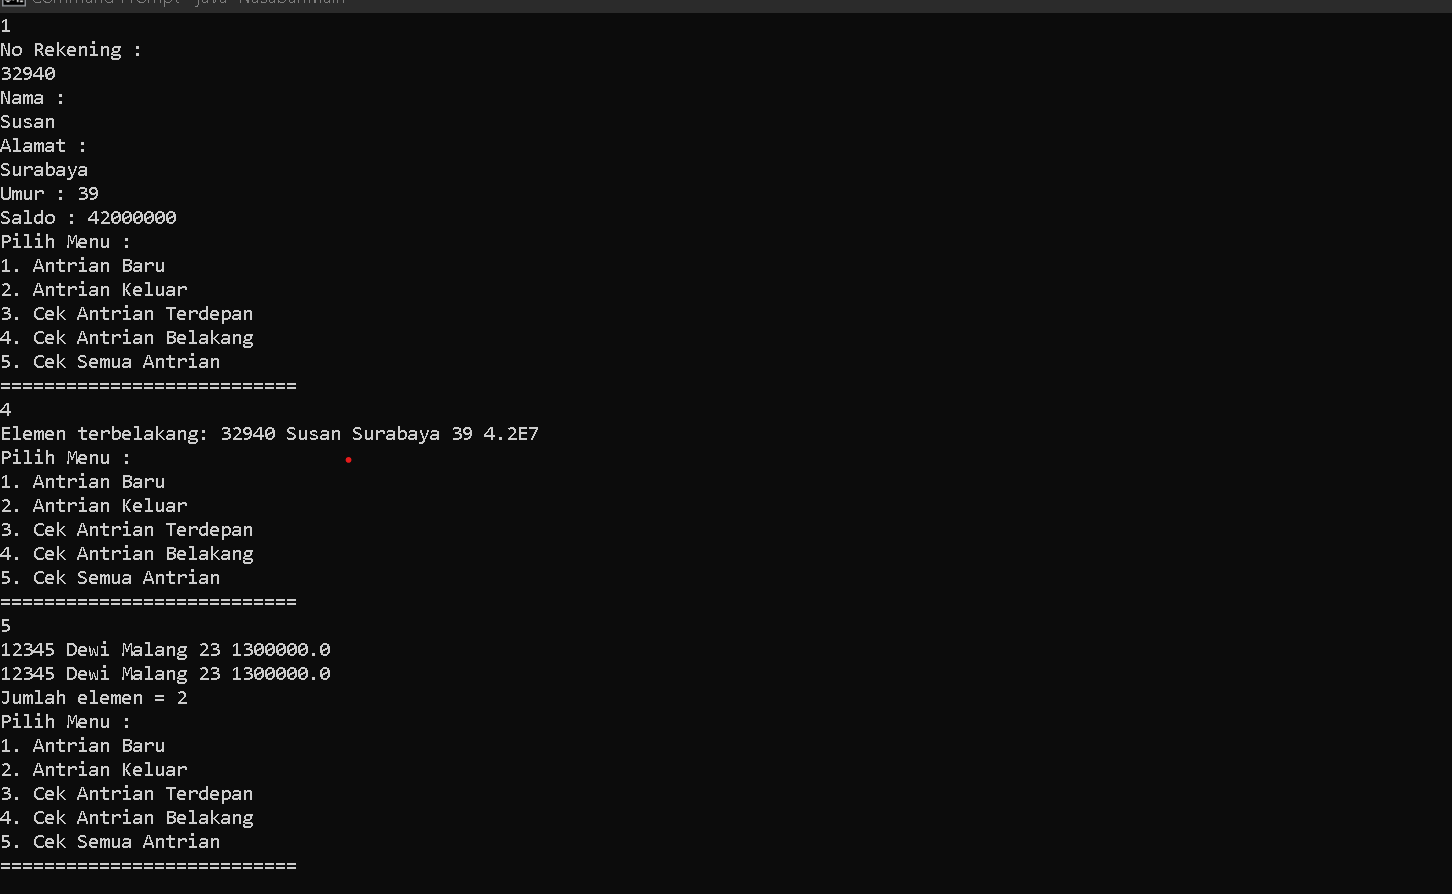 Command Prompt - java NasabahMain
1
No Rekening :
32940
Nama :
Susan
Alamat :
Surabaya
Umur : 39
Saldo : 42000000
Pilih Menu :
1. Antrian Baru
2. Antrian Keluar
3. Cek Antrian Terdepan
4. Cek Antrian Belakang
5. Cek Semua Antrian
===========================
4
Elemen terbelakang: 32940 Susan Surabaya 39 4.2E7
Pilih Menu :
1. Antrian Baru
2. Antrian Keluar
3. Cek Antrian Terdepan
4. Cek Antrian Belakang
5. Cek Semua Antrian
===========================
5
12345 Dewi Malang 23 1300000.0
12345 Dewi Malang 23 1300000.0
Jumlah elemen = 2
Pilih Menu :
1. Antrian Baru
2. Antrian Keluar
3. Cek Antrian Terdepan
4. Cek Antrian Belakang
5. Cek Semua Antrian
===========================